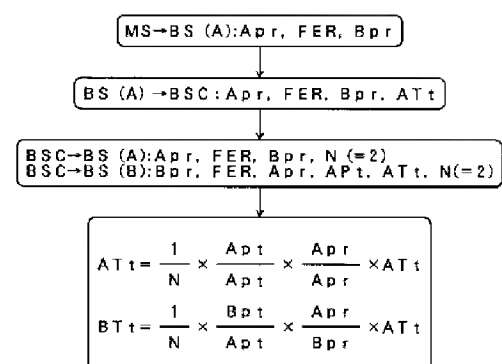 MS→BS (A):Apr, FER, Bpr
BS (A) →BSC:Apr, FER, Bpr, ATt
BSC→BS (A):Apr, FER, Bpr, N (=2)
BSC→BS (B):Bpr, FER, Apr, APt, ATt, N(=2)
ATt= 1/N × Apt/Apr × Apr/Apr ×ATt
BTt= 1/N × Bpt/Apt × Apr/Bpr ×ATt